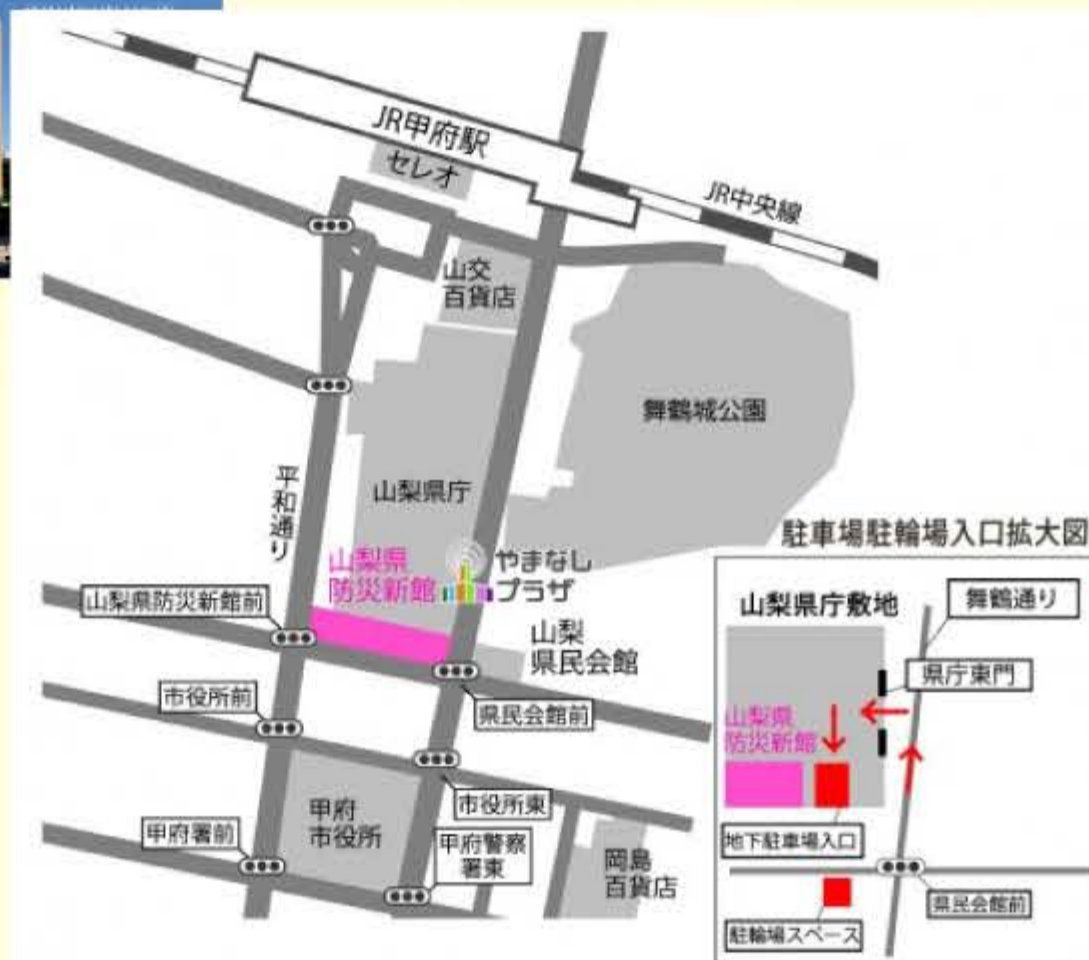 JR甲府駅
セレオ
JR中央線
山交
百貨店
舞鶴城公園
山梨県庁
平和通り
山梨県
防災新館
やまなし
プラザ
山梨県防災新館前
山梨
県民会館
市役所前
県民会館前
市役所東
甲府
市役所
甲府署前
甲府警察
署東
岡島
百貨店
駐車場駐輪場入口拡大図
山梨県庁敷地
舞鶴通り
県庁東門
山梨県
防災新館
地下駐車場入口
県民会館前
駐輪場スペース